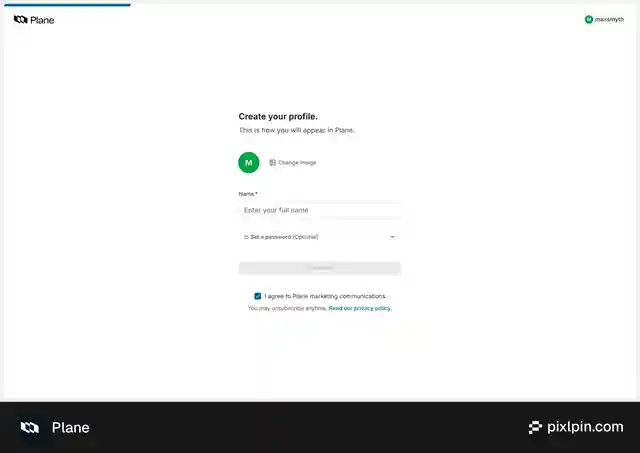 Plane
M maxsmyth
Create your profile.
This is how you will appear in Plane.
M
Change image
Name *
Enter your full name
Set a password (Optional)
I agree to Plane marketing communications.
You may unsubscribe anytime. Read our privacy policy.
Plane
pixlpin.com